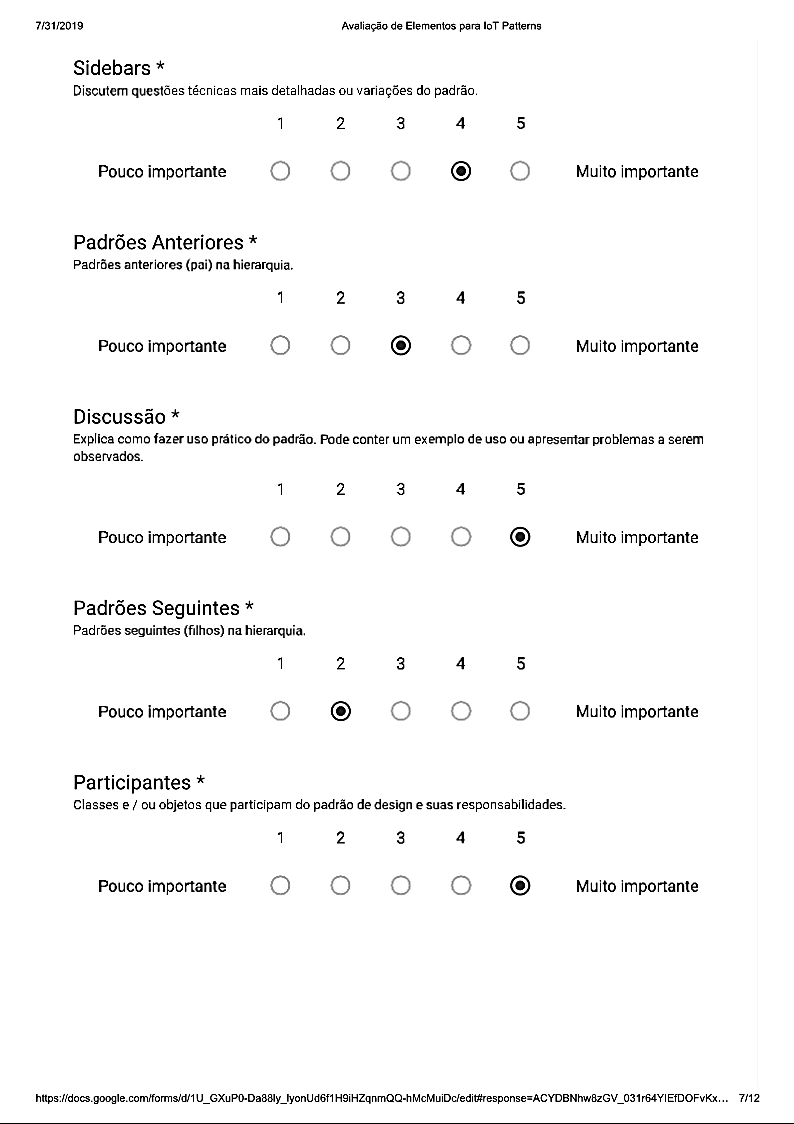 7/31/2019 Avaliação de Elementos para IoT Patterns
Sidebars *
Discutem questões técnicas mais detalhadas ou variações do padrão.
1 2 3 4 5
Pouco importante Muito importante
Padrões Anteriores *
Padrões anteriores (pai) na hierarquia.
1 2 3 4 5
Pouco importante Muito importante
Discussão *
Explica como fazer uso prático do padrão. Pode conter um exemplo de uso ou apresentar problemas a serem
observados.
1 2 3 4 5
Pouco importante Muito importante
Padrões Seguintes *
Padrões seguintes (filhos) na hierarquia.
1 2 3 4 5
Pouco importante Muito importante
Participantes *
Classes e / ou objetos que participam do padrão de design e suas responsabilidades.
1 2 3 4 5
Pouco importante Muito importante
https://docs.google.com/forms/d/1U_GXuP0-Da88ly_lyonUd6f1H9iHZqnmQQ-hMcMuiDc/edit#response=ACYDBNhw8zGV_031r64YlEfDOFvKx... 7/12